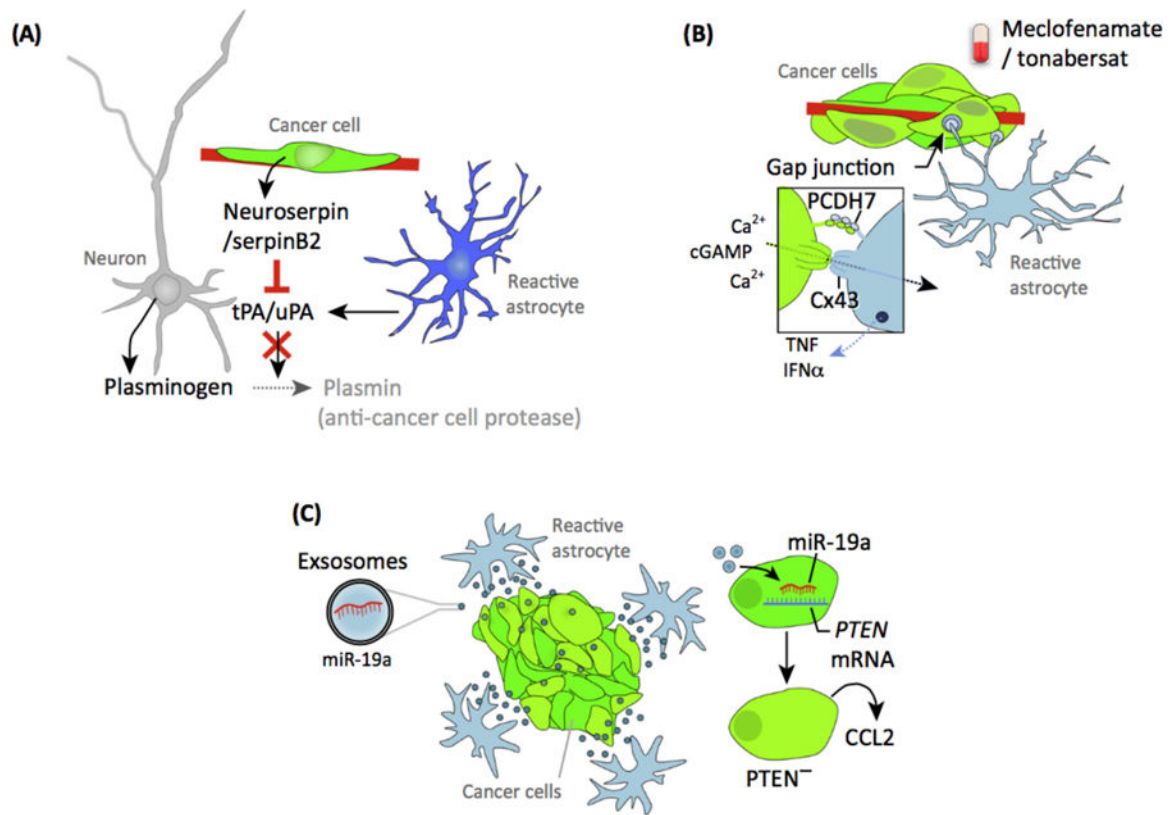 (A)
Cancer cell
Neuroserpin
/serpinB2
Neuron
Reactive
astrocyte
tPA/uPA
Plasminogen
Plasmin
(anti-cancer cell protease)
(B)
Meclofenamate
/ tonabersat
Cancer cells
Gap junction
PCDH7
Ca²⁺
cGAMP
Ca²⁺
Cx43
Reactive
astrocyte
TNF
IFNα
(C)
Reactive
astrocyte
Exsosomes
miR-19a
Cancer cells
miR-19a
PTEN
mRNA
CCL2
PTEN⁻